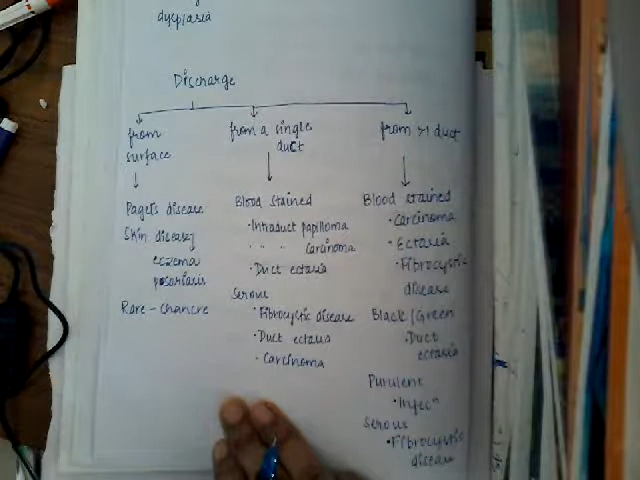 dysplasia
Discharge
from
surface
Paget's disease
Skin diseases
eczema
psoriasis
Rare - chancre
from a single
duct
Blood stained
· Intraduct papilloma
" " carcinoma
· Duct ectasia
Serous
· Fibrocystic disease
· Duct ectasia
· Carcinoma
from >1 duct
Blood stained
· Carcinoma
· Ectasia
· Fibrocystic
disease
Black/Green
· Duct
ectasia
Purulent
· Infecⁿ
Serous
· Fibrocystic
disease